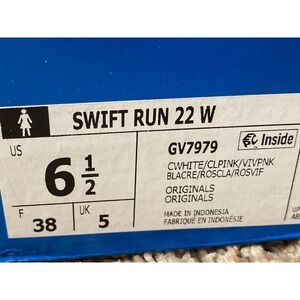 SWIFT RUN 22 W
US
6 1/2
F
38
UK
5
GV7979
Inside
CWHITE/CLPINK/VIVPNK
BLACRE/ROSCLA/ROSVIF
ORIGINALS
ORIGINALS
MADE IN INDONESIA
FABRIQUÉ EN INDONÉSIE